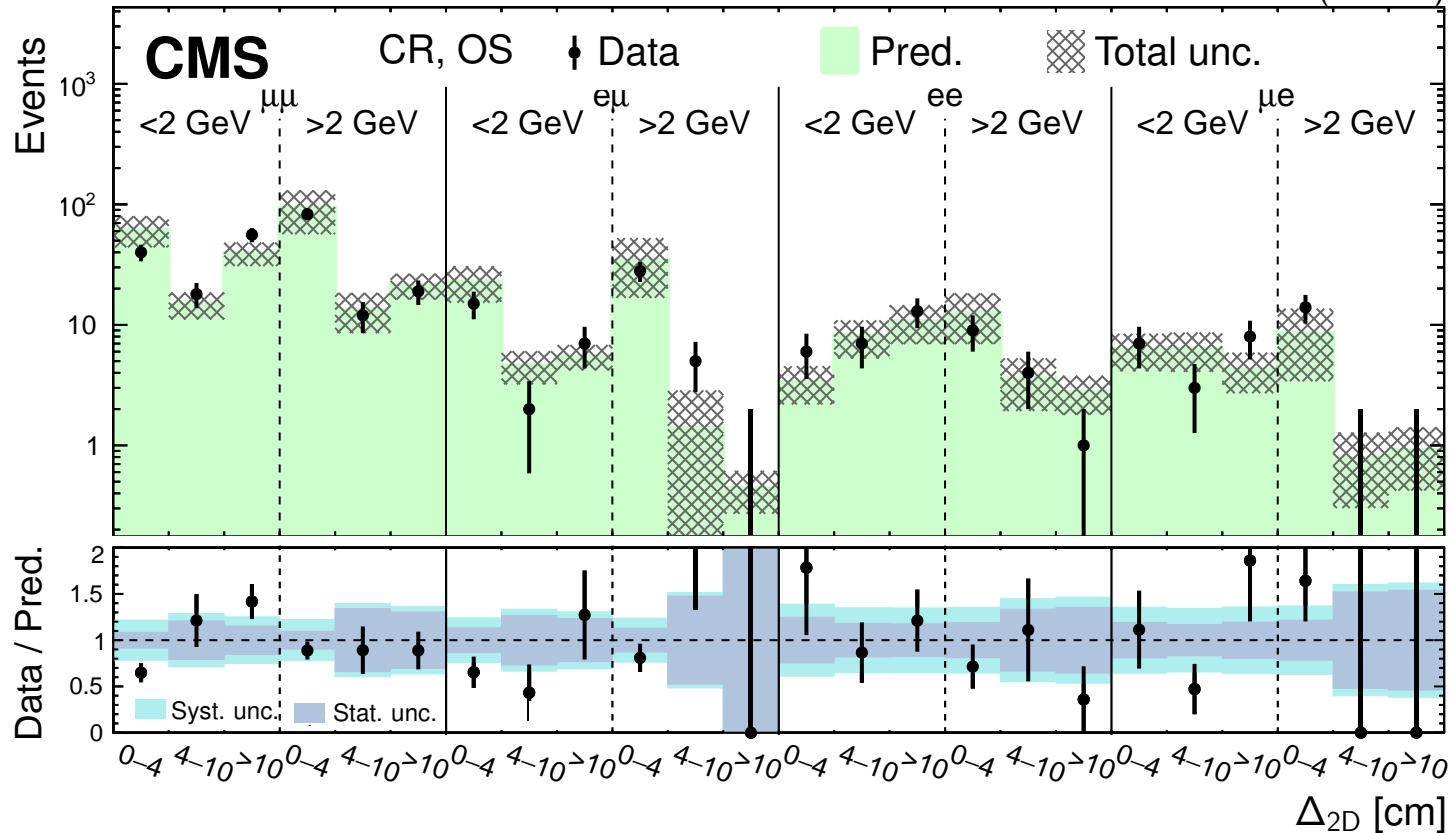 CMS CR, OS Data Pred. Total unc.
Events
10³
10²
10
1
μμ eμ ee μe
<2 GeV >2 GeV <2 GeV >2 GeV <2 GeV >2 GeV <2 GeV >2 GeV
Data / Pred.
2
1.5
1
0.5
0
Syst. unc. Stat. unc.
0–4 4–10 >10 0–4 4–10 >10 0–4 4–10 >10 0–4 4–10 >10 0–4 4–10 >10 0–4 4–10 >10 0–4 4–10 >10 0–4 4–10 >10
Δ2D [cm]